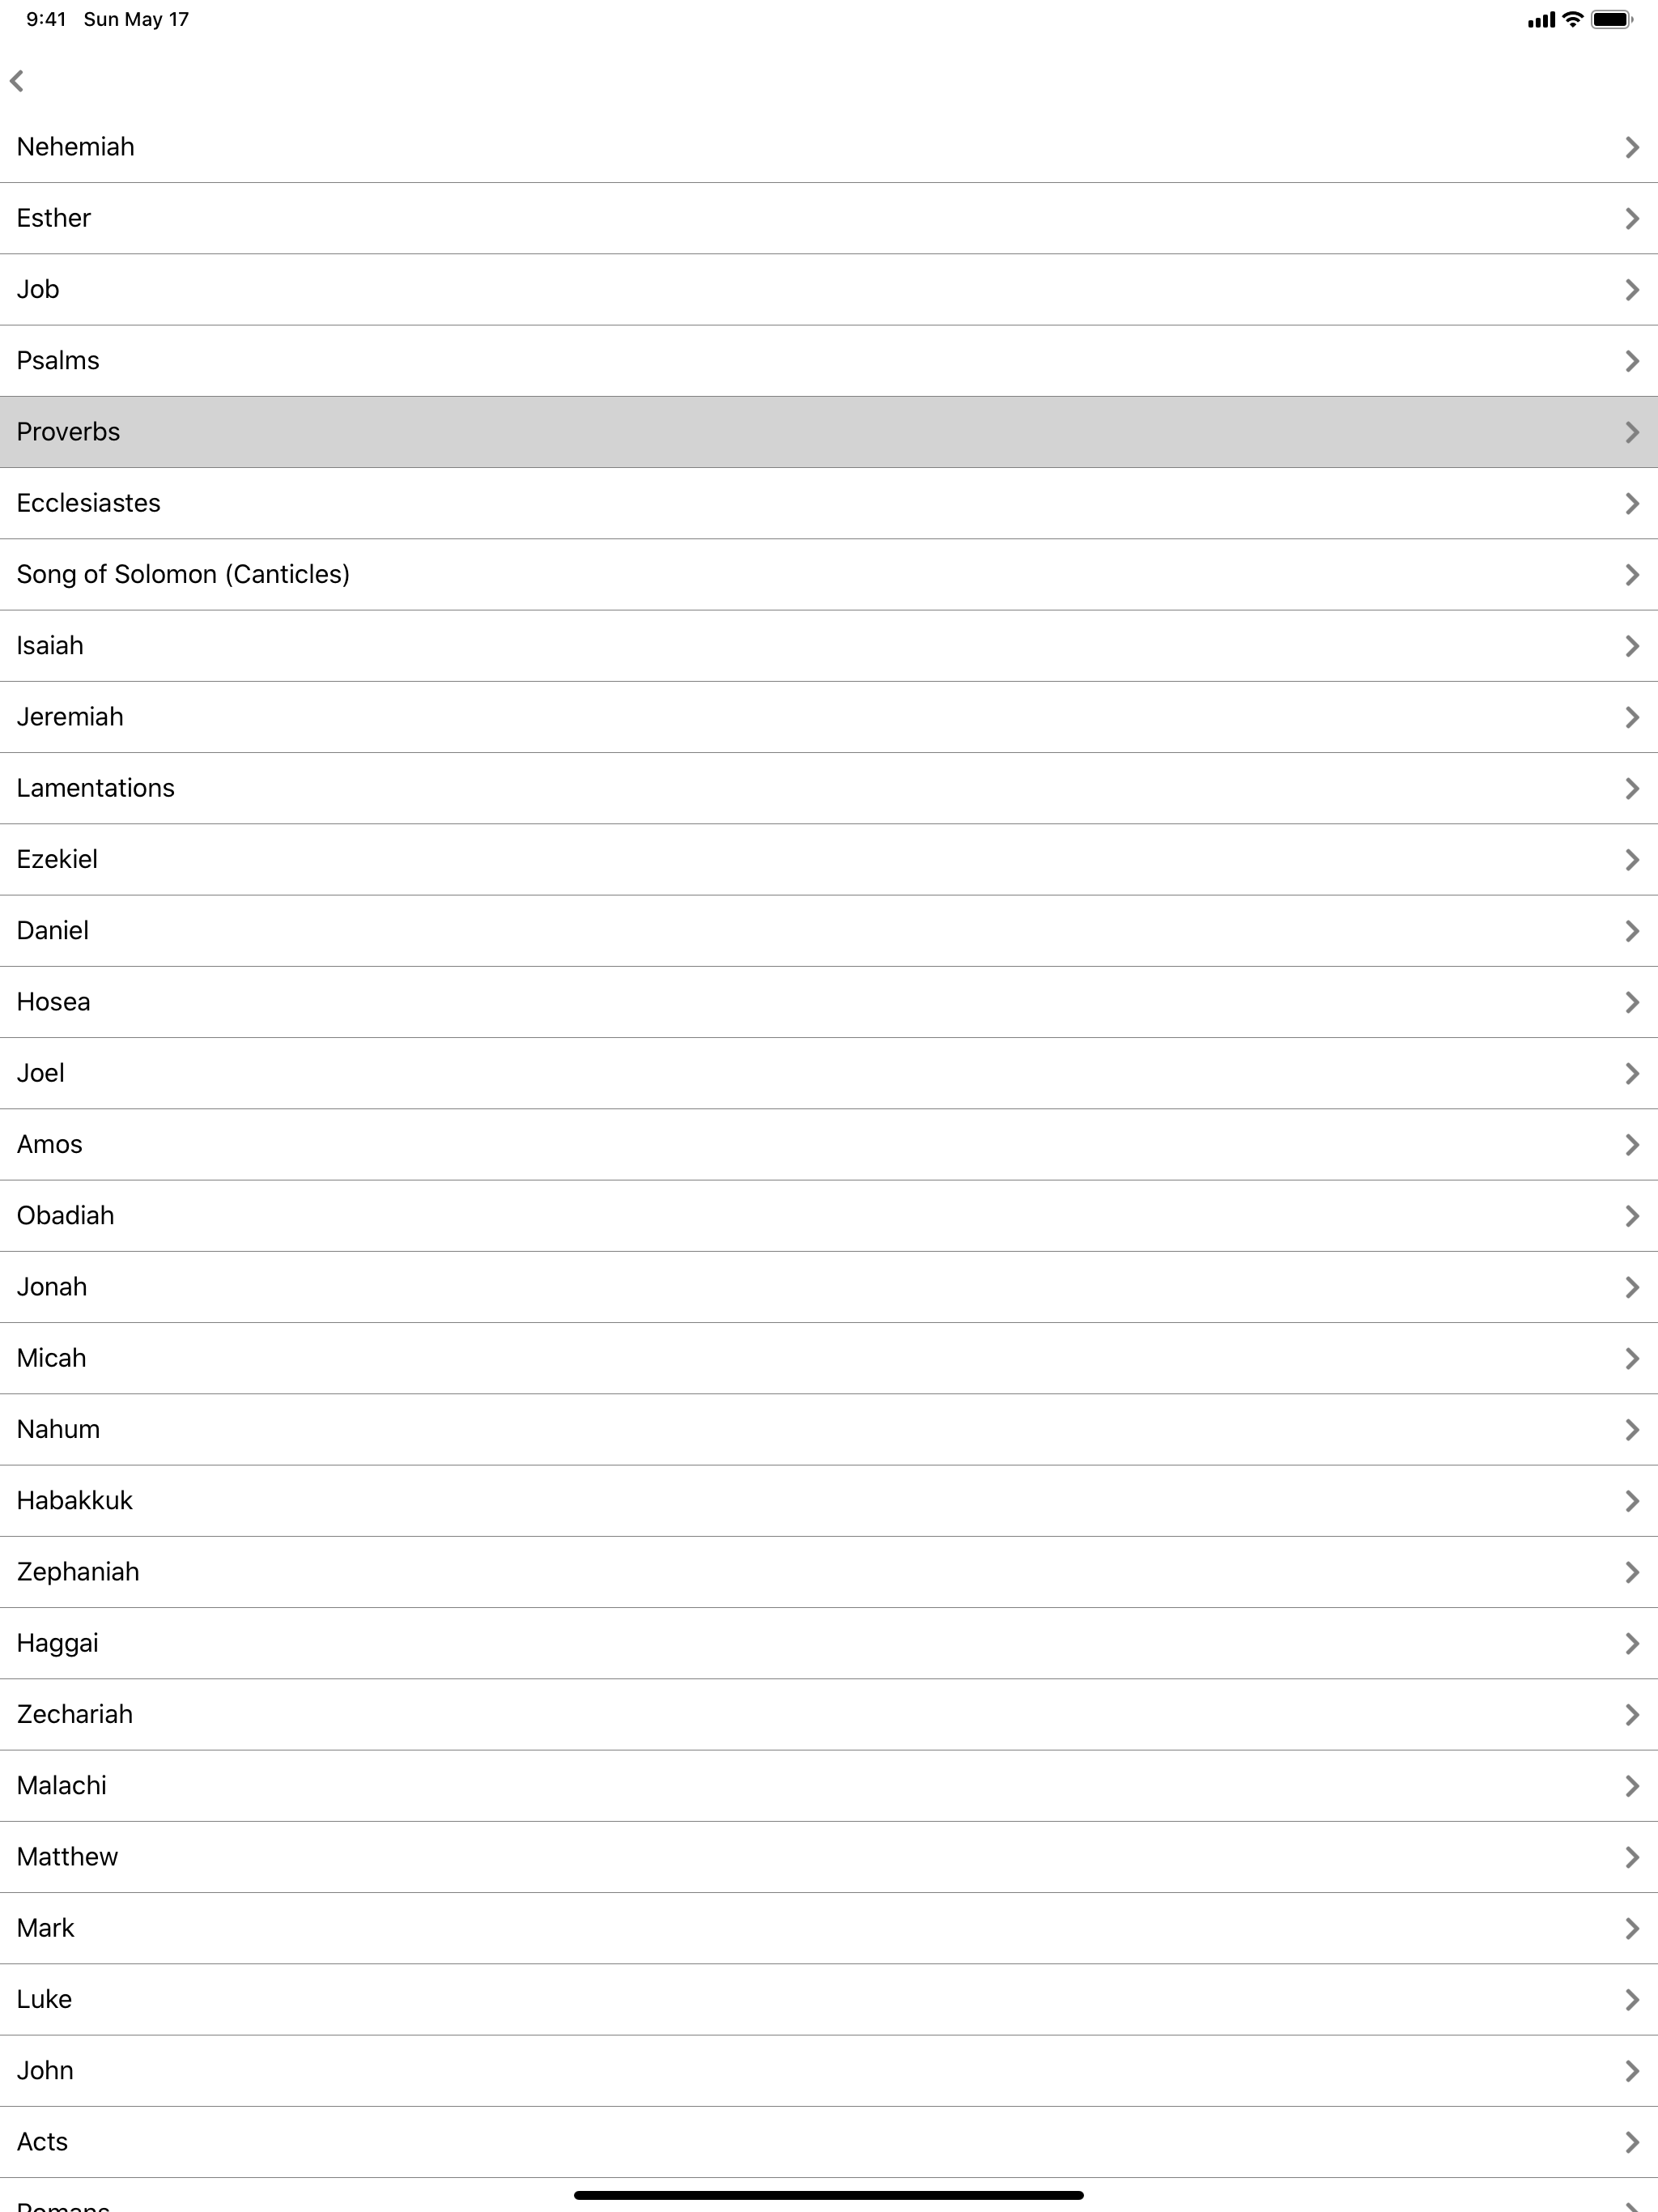 9:41 Sun May 17
Nehemiah
Esther
Job
Psalms
Proverbs
Ecclesiastes
Song of Solomon (Canticles)
Isaiah
Jeremiah
Lamentations
Ezekiel
Daniel
Hosea
Joel
Amos
Obadiah
Jonah
Micah
Nahum
Habakkuk
Zephaniah
Haggai
Zechariah
Malachi
Matthew
Mark
Luke
John
Acts
Romans